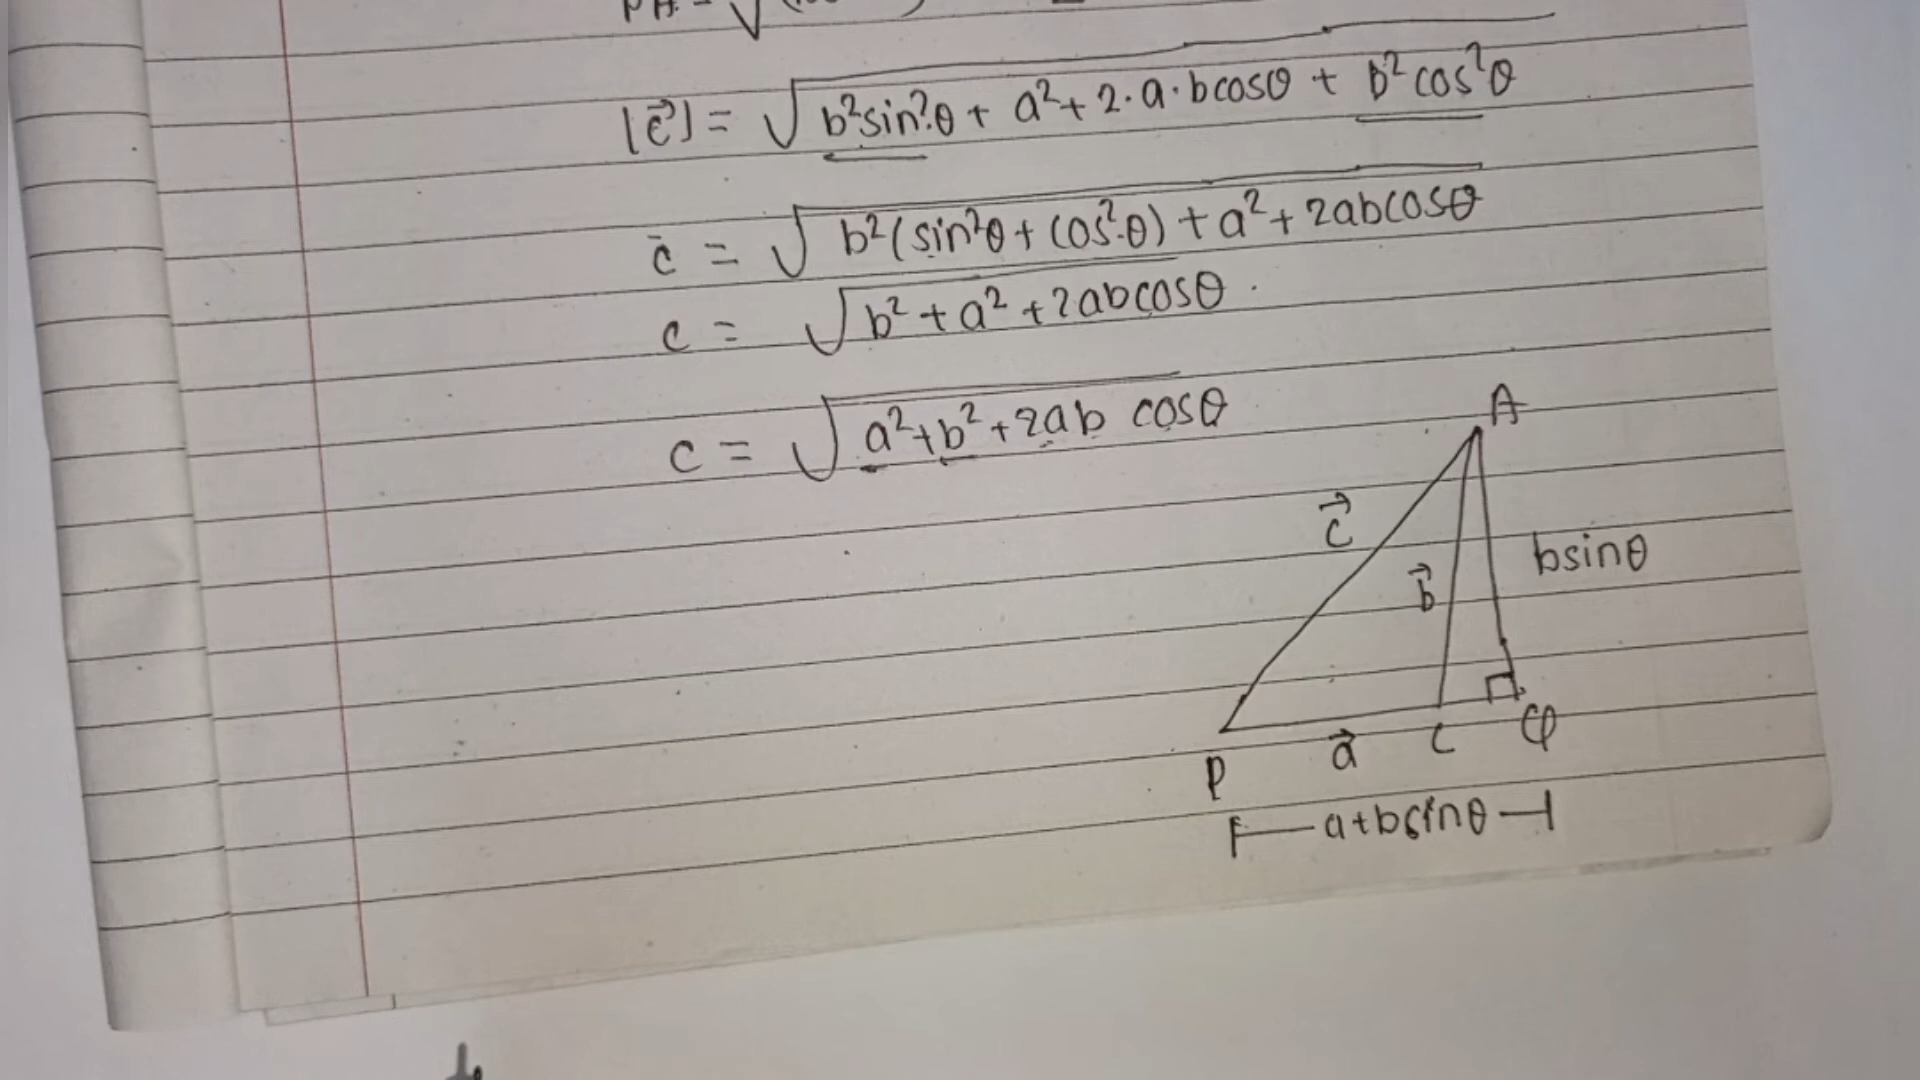 |c⃗| = √(b²sin²θ + a² + 2·a·bcosθ + b²cos²θ)
c̄ = √(b²(sin²θ + cos²θ) + a² + 2abcosθ)
c = √(b² + a² + 2abcosθ).
c = √(a² + b² + 2ab cosθ)
A
c⃗
b⃗
bsinθ
P
a⃗
C
Q
a+bsinθ